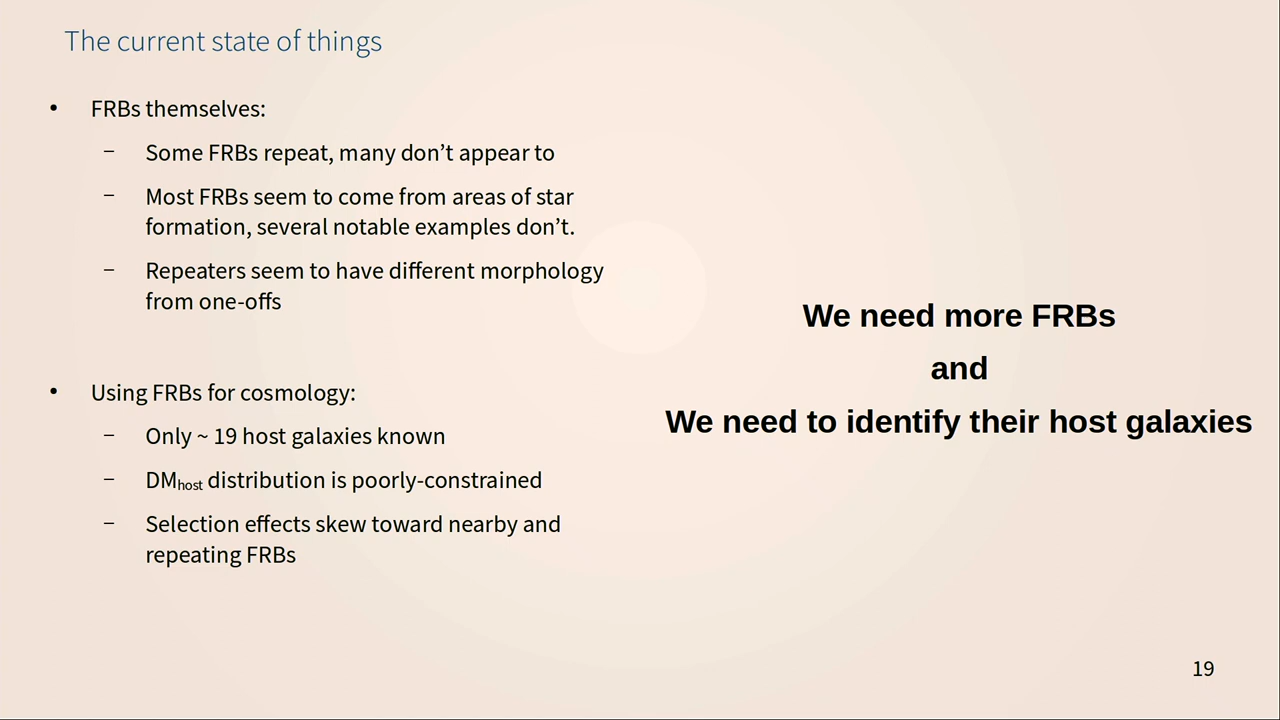 The current state of things
• FRBs themselves:
– Some FRBs repeat, many don’t appear to
– Most FRBs seem to come from areas of star
formation, several notable examples don’t.
– Repeaters seem to have different morphology
from one-offs
• Using FRBs for cosmology:
– Only ~ 19 host galaxies known
– DMhost distribution is poorly-constrained
– Selection effects skew toward nearby and
repeating FRBs
We need more FRBs
and
We need to identify their host galaxies
19